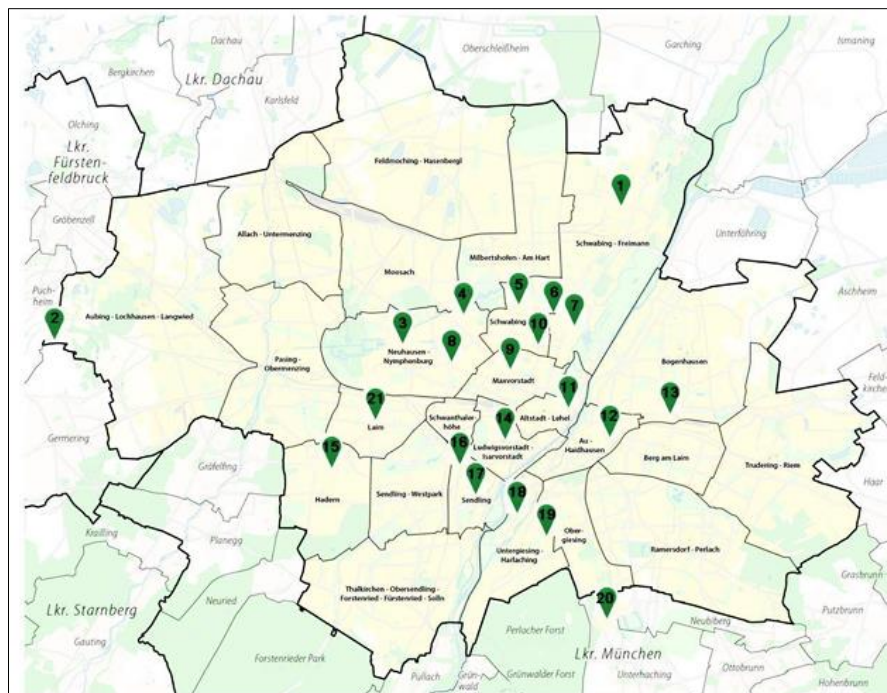 Dachau
Oberschleißheim
Garching
Ismaning
Bergkirchen
Lkr. Dachau
Karlsfeld
Olching
Lkr.
Fürsten-
feldbruck
Gröbenzell
Feldmoching - Hasenbergl
1
Allach - Untermenzing
Unterföhring
Schwabing - Freimann
Milbertshofen - Am Hart
Moosach
Aschheim
Puch-
heim
2
Aubing - Lochhausen - Langwied
4
5
6
7
3
Schwabing
10
Neuhausen -
Nymphenburg
8
9
Maxvorstadt
Pasing -
Obermenzing
Bogenhausen
Feld-
kirchen
11
13
21
Laim
Schwanthaler
höhe
14
Altstadt - Lehel
12
Au -
Haidhausen
Germering
15
16
Ludwigsvorstadt -
Isarvorstadt
Berg am Laim
Trudering - Riem
Gräfelfing
Hadern
Sendling - Westpark
17
Sendling
18
Haar
19
Ober-
giesing
Krailling
Planegg
Untergiesing -
Harlaching
Ramersdorf - Perlach
Thalkirchen - Obersendling -
Forstenried - Fürstenried - Solln
Grasbrunn
Lkr. Starnberg
Neuried
20
Putzbrunn
Neubiberg
Gauting
Perlacher Forst
Forstenrieder Park
Lkr. München
Pullach
Grün-
wald
Grünwalder Forst
Unterhaching
Ottobrunn
Hohenbrunn